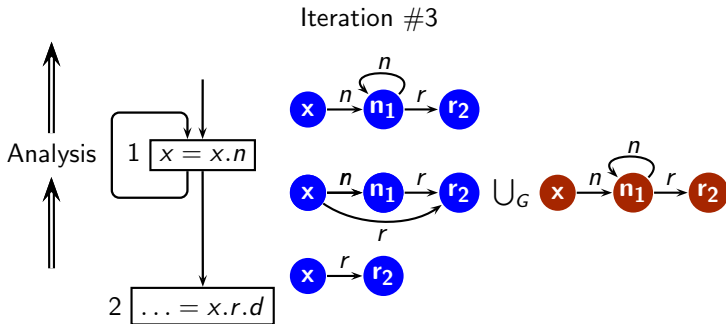 Iteration #3
n
x n n₁ r r₂
Analysis 1 x = x.n
n
x n n₁ r r₂ ⋃G x n n₁ r r₂
r
x r r₂
2 … = x.r.d